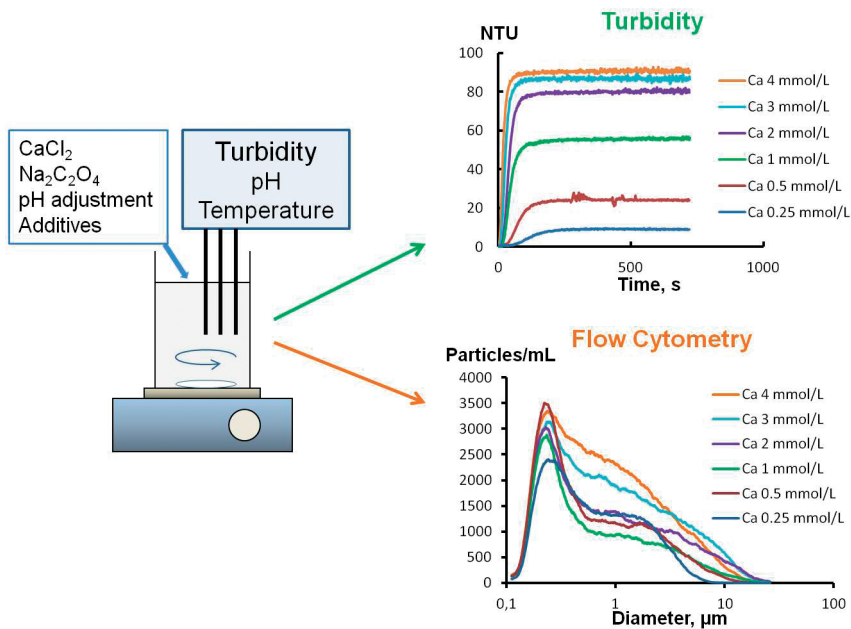 CaCl₂
Na₂C₂O₄
pH adjustment
Additives
Turbidity
pH
Temperature
Turbidity
NTU
100
80
60
40
20
0
0
500
1000
Time, s
Ca 4 mmol/L
Ca 3 mmol/L
Ca 2 mmol/L
Ca 1 mmol/L
Ca 0.5 mmol/L
Ca 0.25 mmol/L
Flow Cytometry
Particles/mL
4000
3500
3000
2500
2000
1500
1000
500
0
0,1
1
10
100
Diameter, µm
Ca 4 mmol/L
Ca 3 mmol/L
Ca 2 mmol/L
Ca 1 mmol/L
Ca 0.5 mmol/L
Ca 0.25 mmol/L